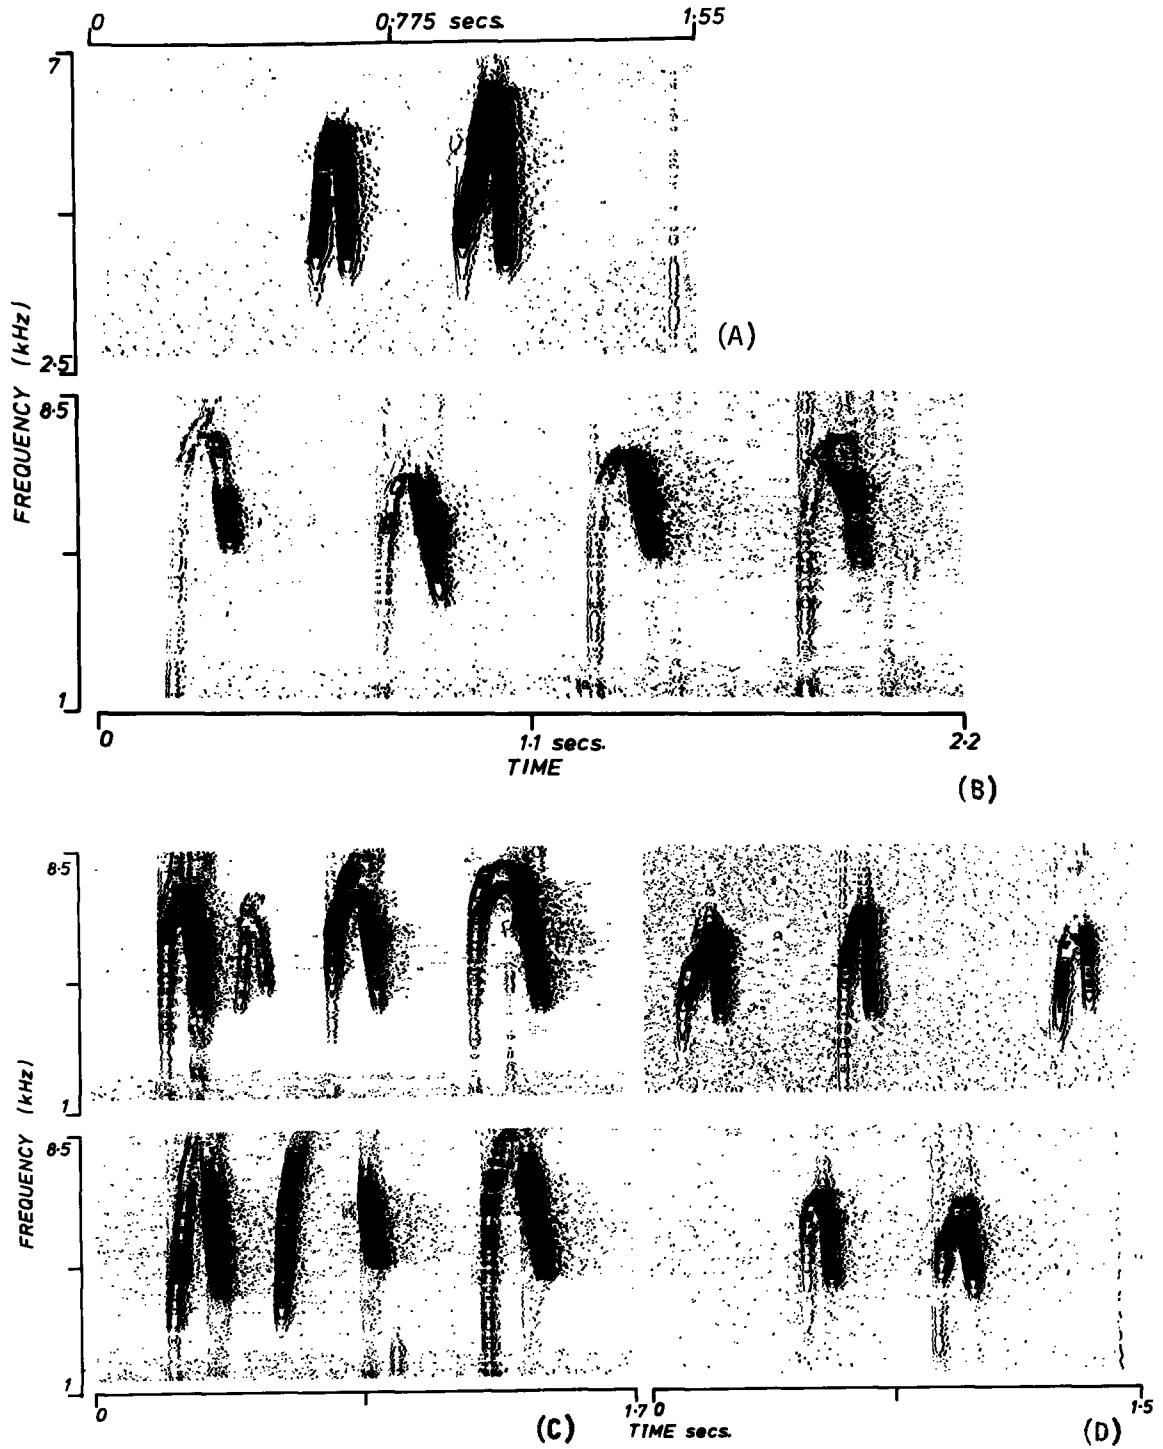 0 0·775 secs. 1·55
7
2·5
FREQUENCY (kHz)
(A)
8·5
1
0 1·1 secs. 2·2
TIME
(B)
8·5
1
FREQUENCY (kHz)
8·5
1
0 1·7 0 1·5
TIME secs.
(C) (D)